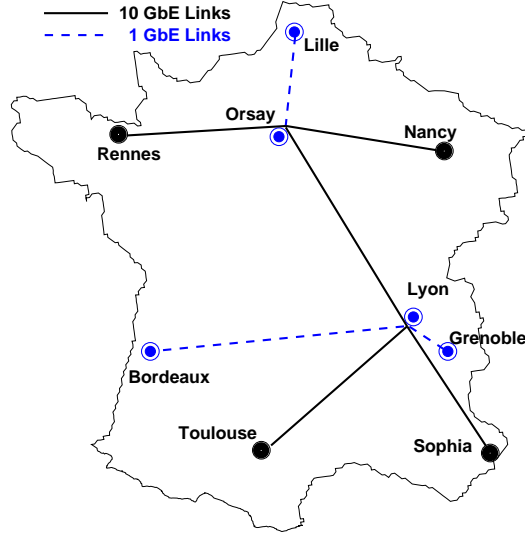 10 GbE Links
1 GbE Links
Lille
Orsay
Nancy
Rennes
Lyon
Grenoble
Bordeaux
Toulouse
Sophia